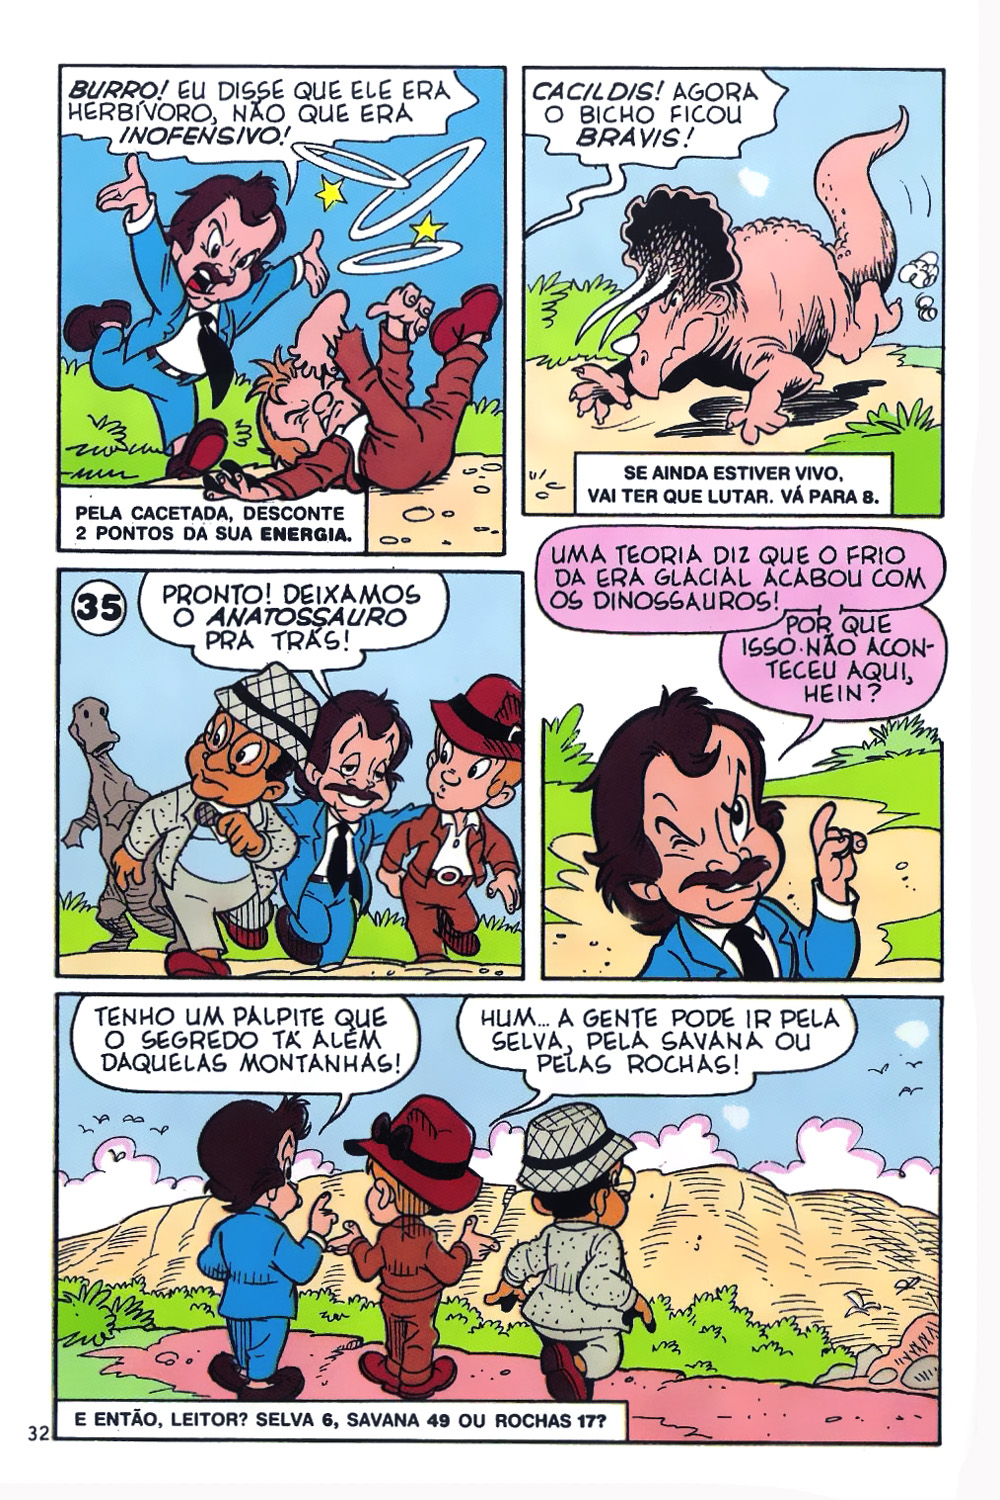 BURRO! EU DISSE QUE ELE ERA
HERBÍVORO, NÃO QUE ERA
INOFENSIVO!
PELA CACETADA, DESCONTE
2 PONTOS DA SUA ENERGIA.
CACILDIS! AGORA
O BICHO FICOU
BRAVIS!
SE AINDA ESTIVER VIVO,
VAI TER QUE LUTAR. VÁ PARA 8.
35
PRONTO! DEIXAMOS
O ANATOSSAURO
PRA TRÁS!
UMA TEORIA DIZ QUE O FRIO
DA ERA GLACIAL ACABOU COM
OS DINOSSAUROS!
POR QUE
ISSO NÃO ACON-
TECEU AQUI,
HEIN?
TENHO UM PALPITE QUE
O SEGREDO TÁ ALÉM
DAQUELAS MONTANHAS!
HUM... A GENTE PODE IR PELA
SELVA, PELA SAVANA OU
PELAS ROCHAS!
E ENTÃO, LEITOR? SELVA 6, SAVANA 49 OU ROCHAS 17?
32